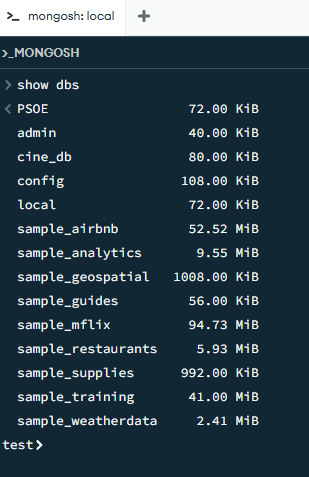 mongosh: local
>_MONGOSH
> show dbs
< PSOE 72.00 KiB
admin 40.00 KiB
cine_db 80.00 KiB
config 108.00 KiB
local 72.00 KiB
sample_airbnb 52.52 MiB
sample_analytics 9.55 MiB
sample_geospatial 1008.00 KiB
sample_guides 56.00 KiB
sample_mflix 94.73 MiB
sample_restaurants 5.93 MiB
sample_supplies 992.00 KiB
sample_training 41.00 MiB
sample_weatherdata 2.41 MiB
test>